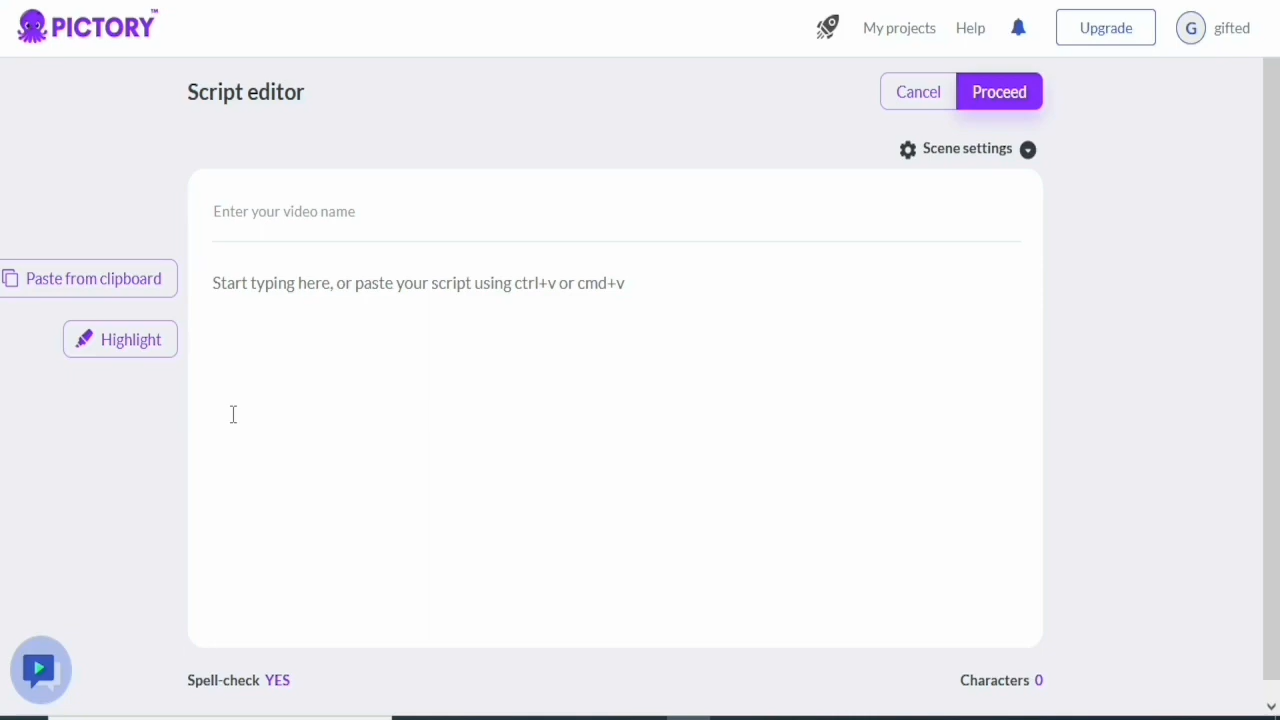 PICTORY™
My projects
Help
Upgrade
G
gifted
Script editor
Cancel
Proceed
Scene settings
Enter your video name
Paste from clipboard
Start typing here, or paste your script using ctrl+v or cmd+v
Highlight
Spell-check YES
Characters 0